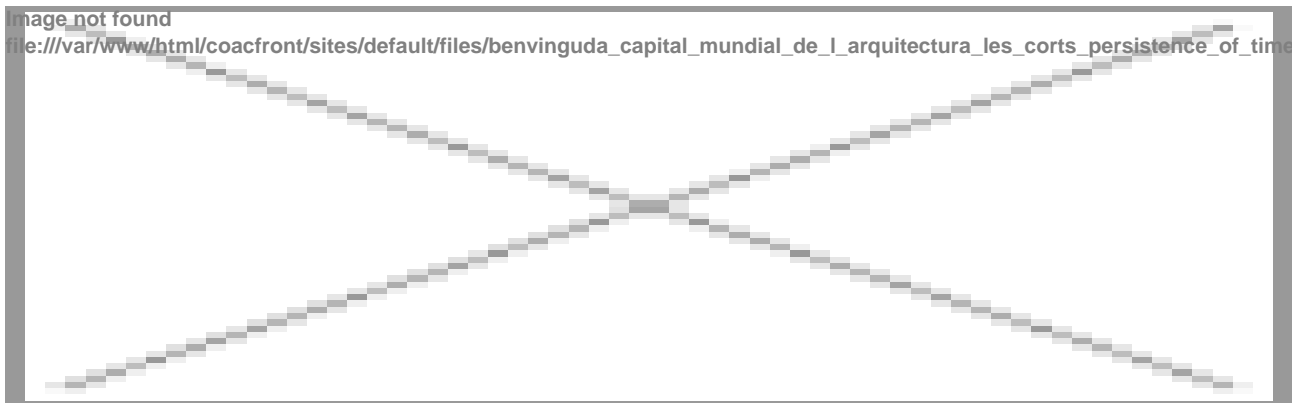 Image not found
file:///var/www/html/coacfront/sites/default/files/benvinguda_capital_mundial_de_l_arquitectura_les_corts_persistence_of_time